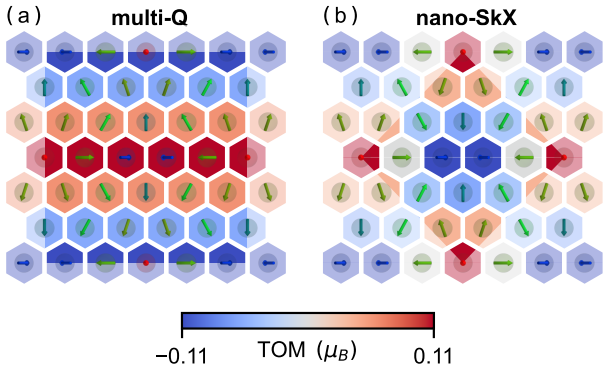 (a) multi-Q (b) nano-SkX
−0.11 TOM (μB) 0.11